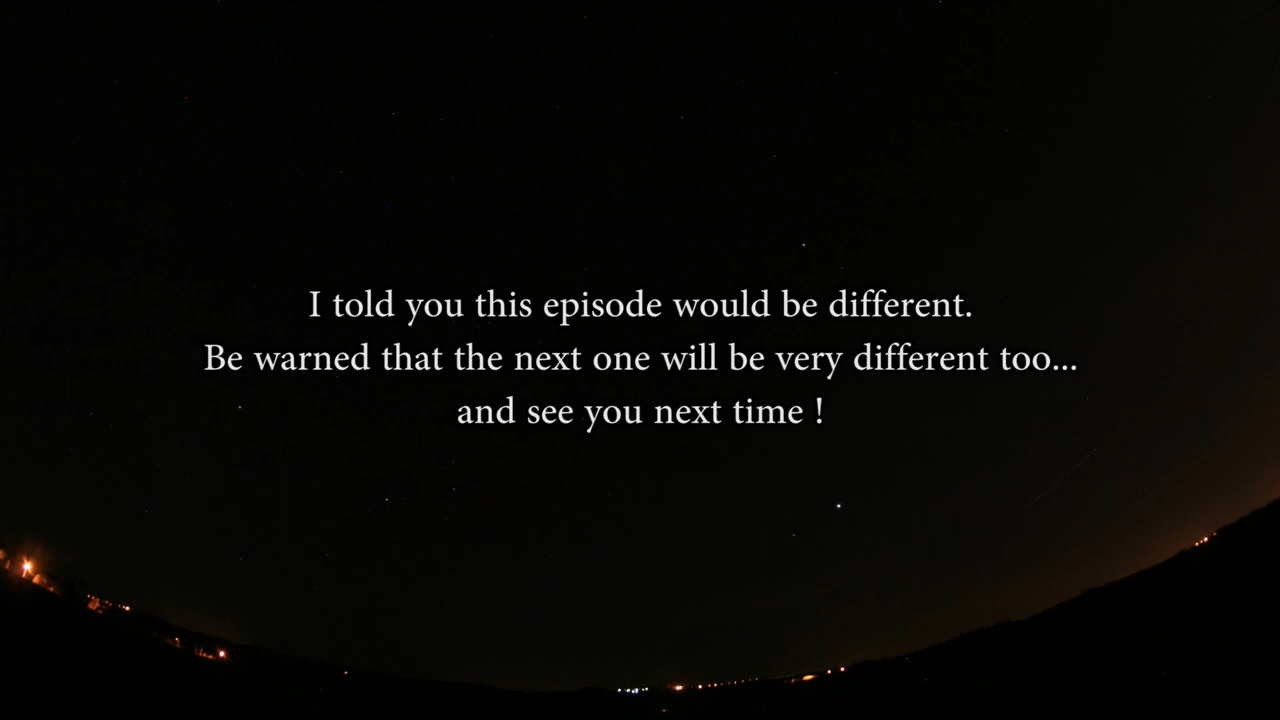 I told you this episode would be different.
Be warned that the next one will be very different too...
and see you next time !